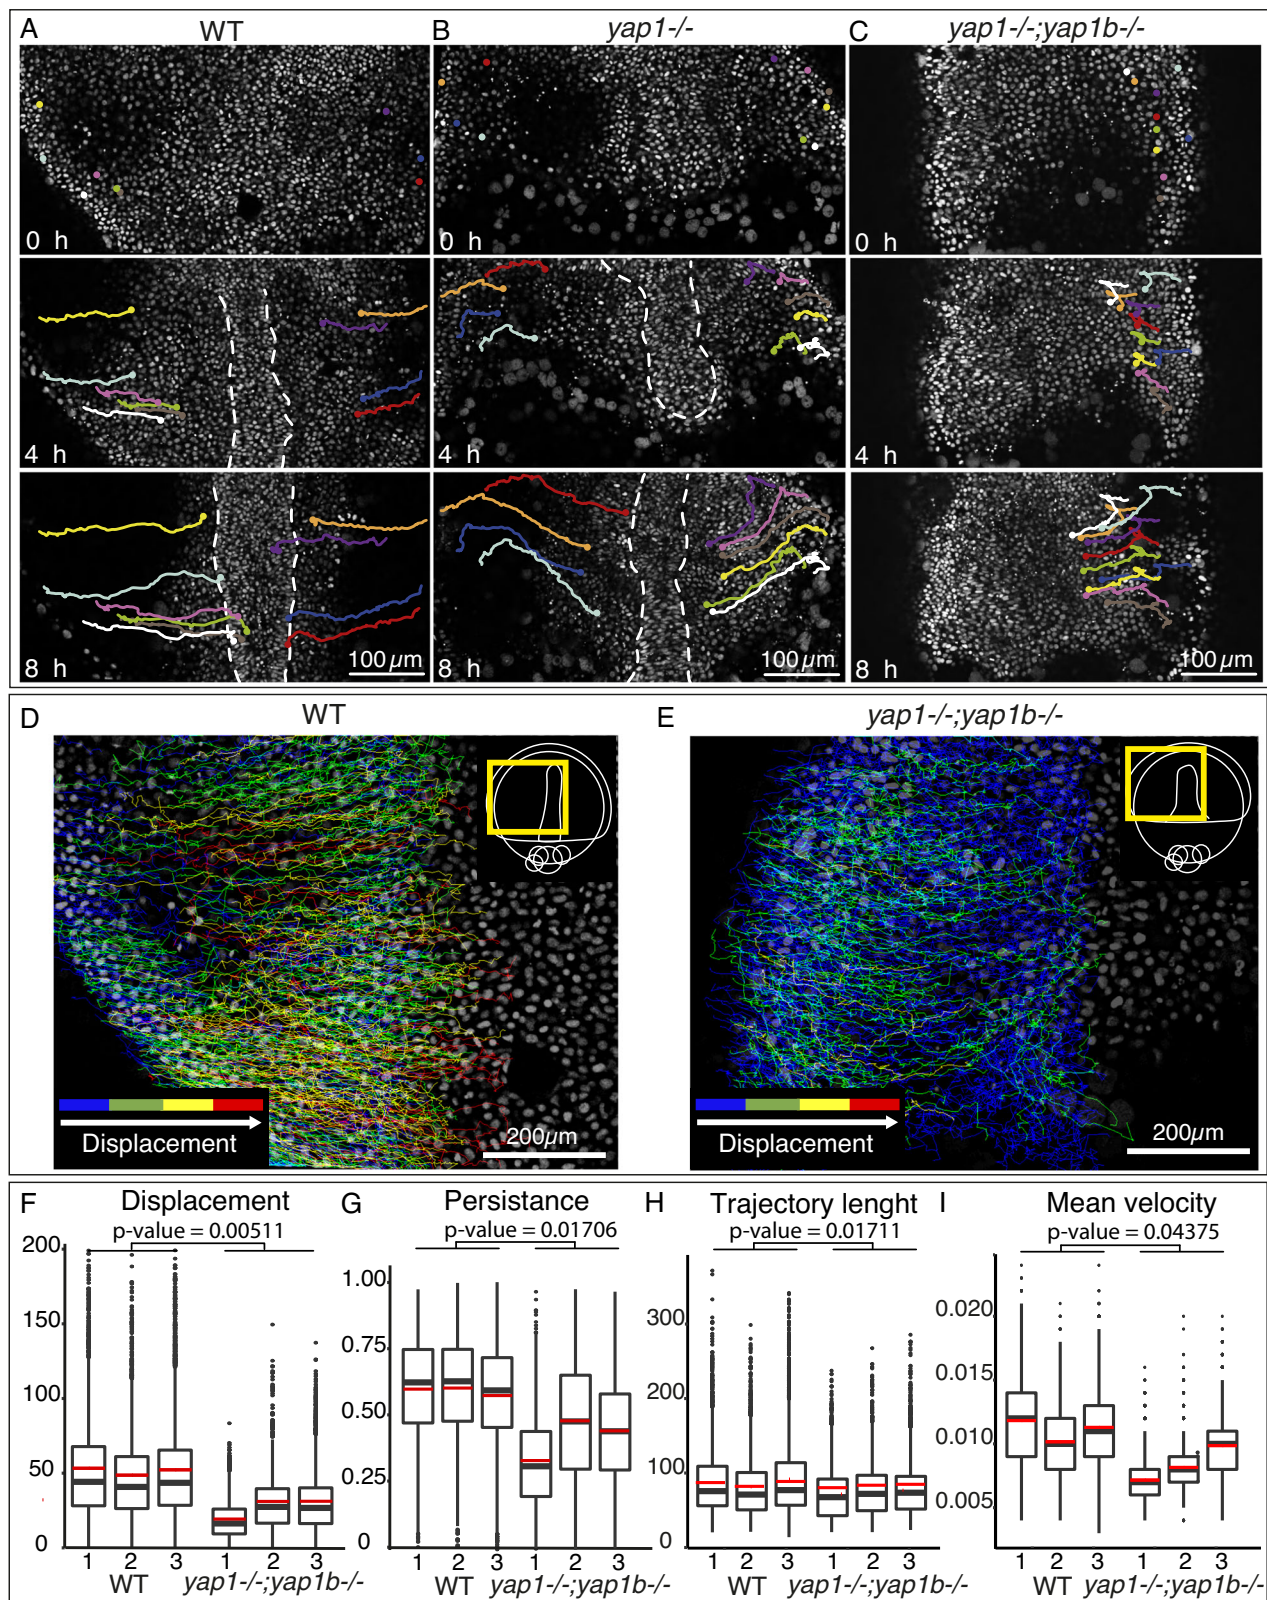 A WT
B yap1-/-
C yap1-/-;yap1b-/-
0 h
0 h
0 h
4 h
4 h
4 h
8 h
100 µm
8 h
100 µm
8 h
100 µm
D WT
E yap1-/-;yap1b-/-
Displacement
200µm
Displacement
200µm
F Displacement
p-value = 0.00511
200
150
100
50
0
1 2 3 1 2 3
WT yap1-/-;yap1b-/-
G Persistance
p-value = 0.01706
1.00
0.75
0.50
0.25
0
1 2 3 1 2 3
WT yap1-/-;yap1b-/-
H Trajectory lenght
p-value = 0.01711
300
200
100
0
1 2 3 1 2 3
WT yap1-/-;yap1b-/-
I Mean velocity
p-value = 0.04375
0.020
0.015
0.010
0.005
1 2 3 1 2 3
WT yap1-/-;yap1b-/-